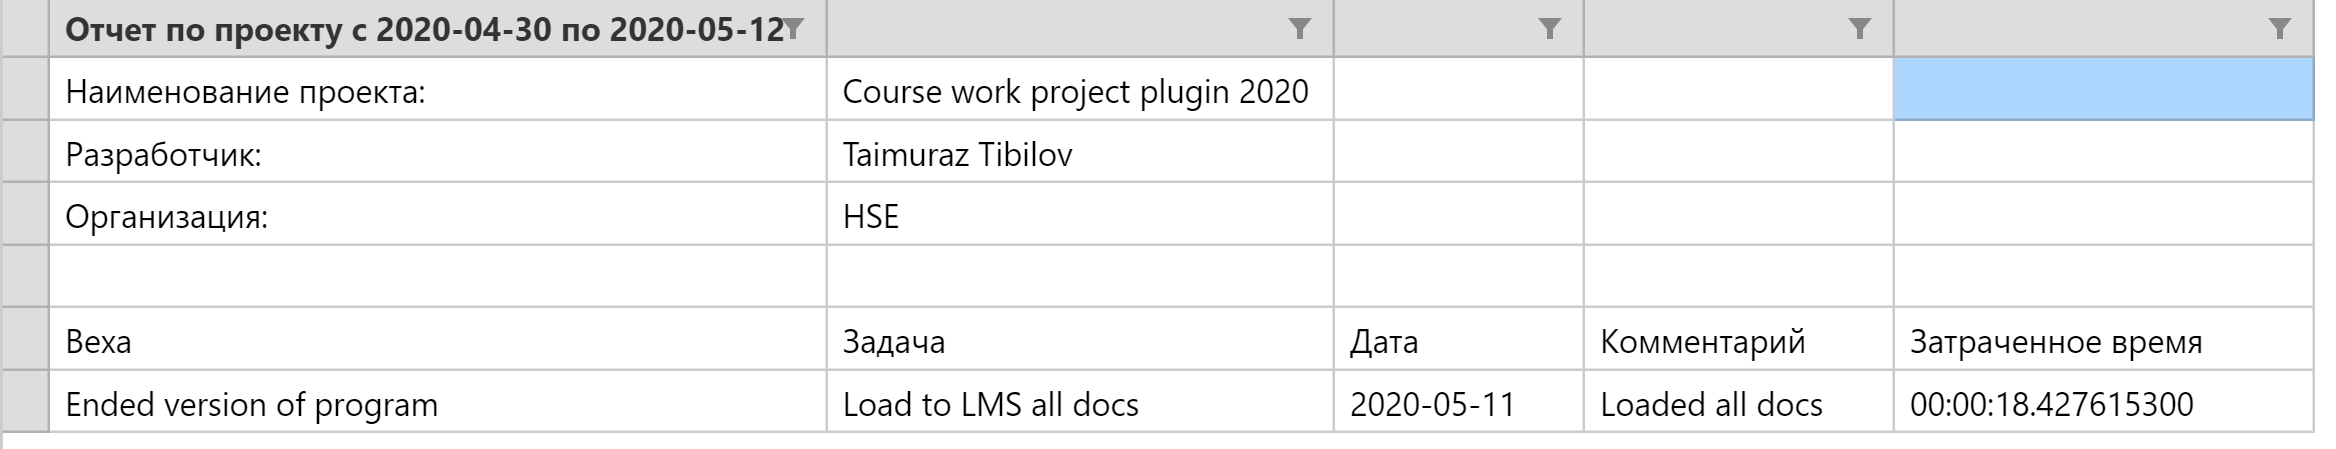 Отчет по проекту с 2020-04-30 по 2020-05-12
Наименование проекта: Course work project plugin 2020
Разработчик: Taimuraz Tibilov
Организация: HSE
Веха Задача Дата Комментарий Затраченное время
Ended version of program Load to LMS all docs 2020-05-11 Loaded all docs 00:00:18.427615300